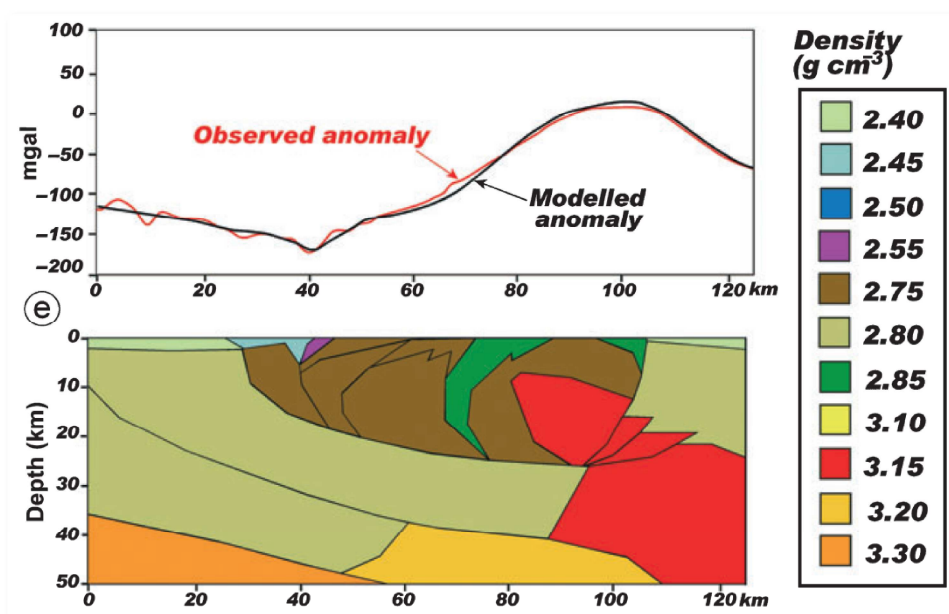 100
50
0
–50
–100
–150
–200
mgal
Observed anomaly
Modelled
anomaly
0 20 40 60 80 100 120 km
e
0
10
20
30
40
50
Depth (km)
0 20 40 60 80 100 120 km
Density
(g cm⁻³)
2.40
2.45
2.50
2.55
2.75
2.80
2.85
3.10
3.15
3.20
3.30